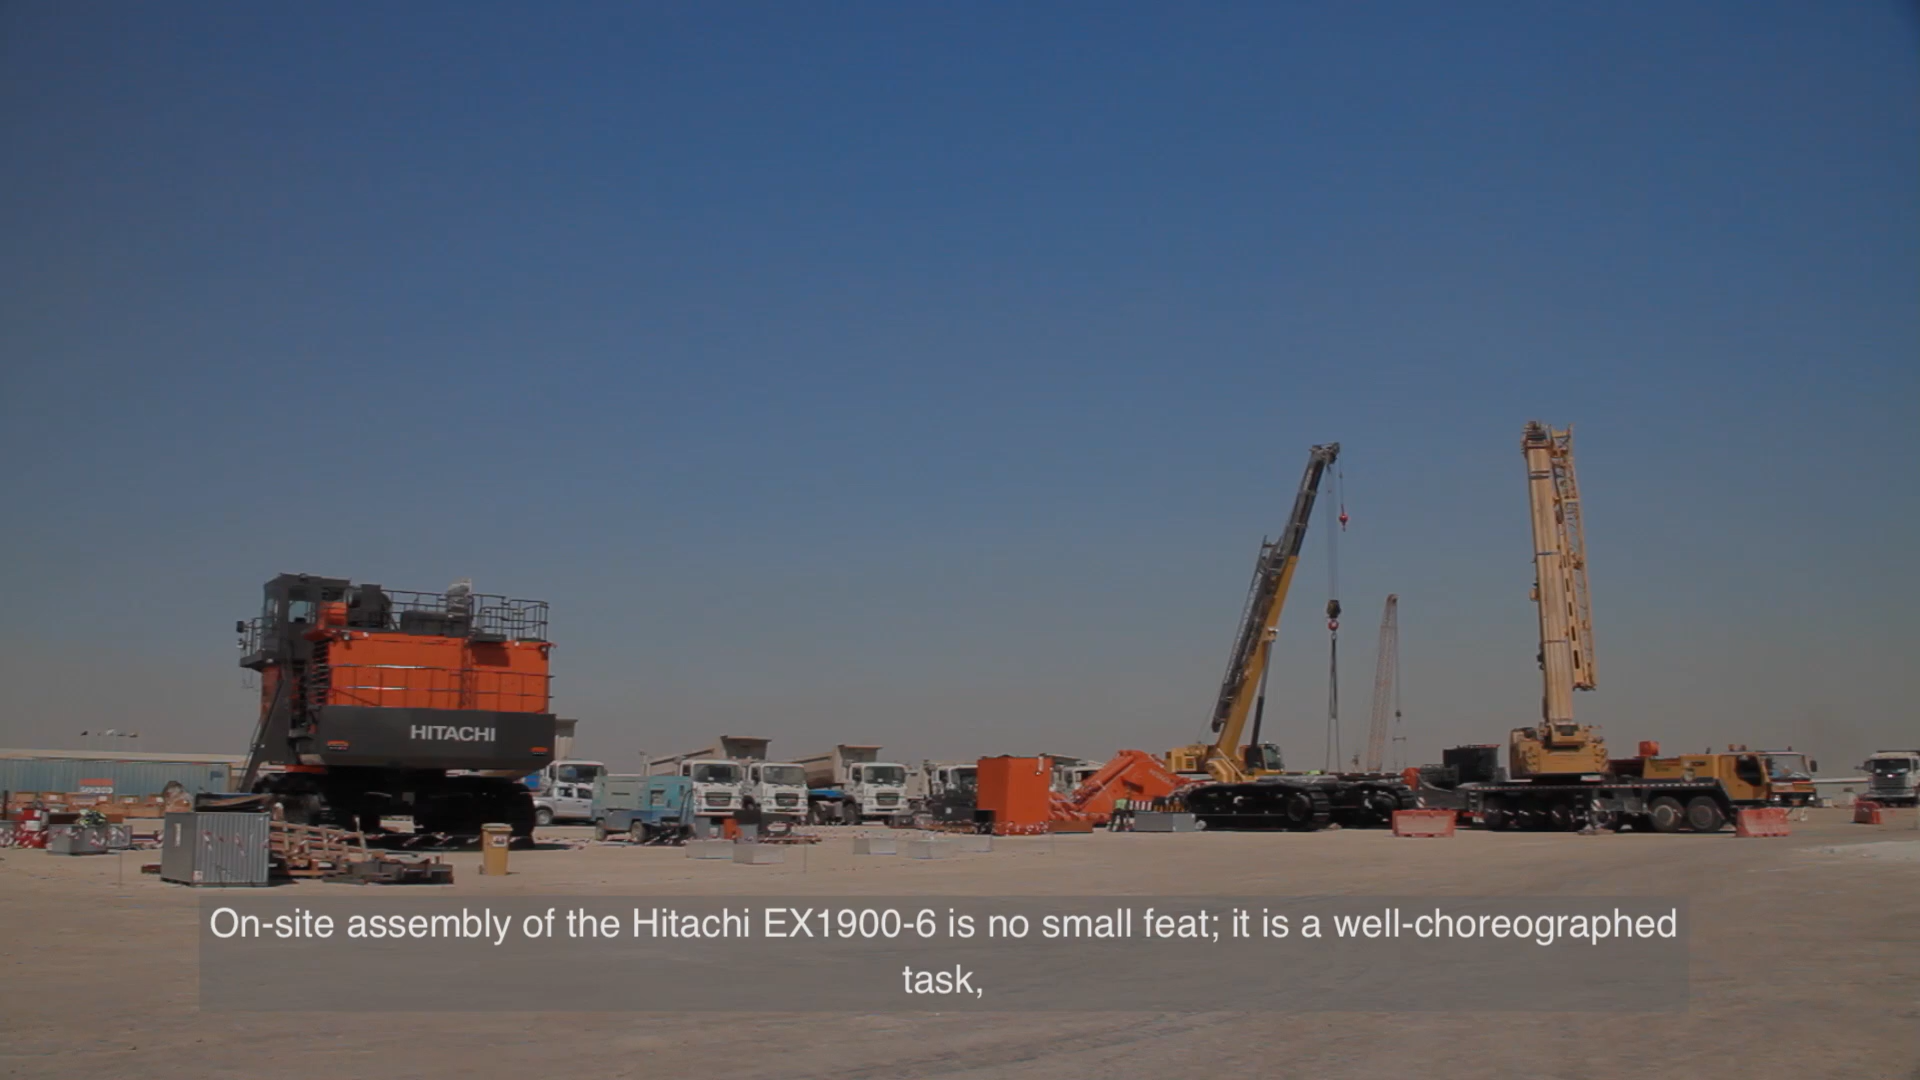 HITACHI
On-site assembly of the Hitachi EX1900-6 is no small feat; it is a well-choreographed
task,